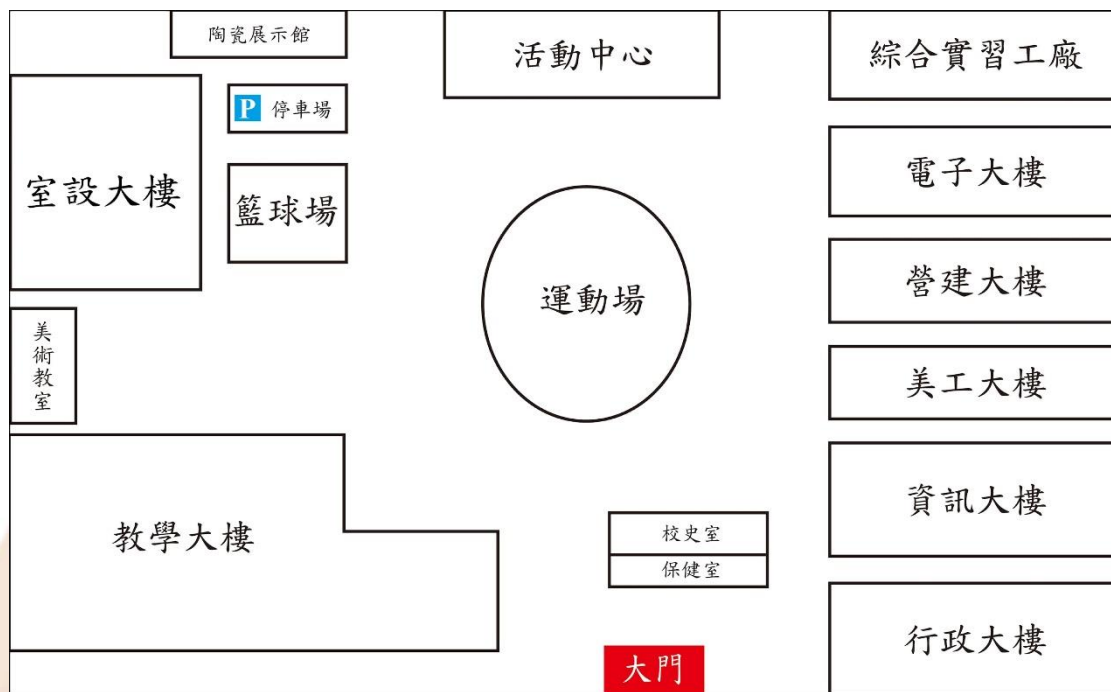 陶瓷展示館
活動中心
綜合實習工廠
P 停車場
室設大樓
籃球場
電子大樓
運動場
營建大樓
美術教室
美工大樓
教學大樓
資訊大樓
校史室
保健室
行政大樓
大門